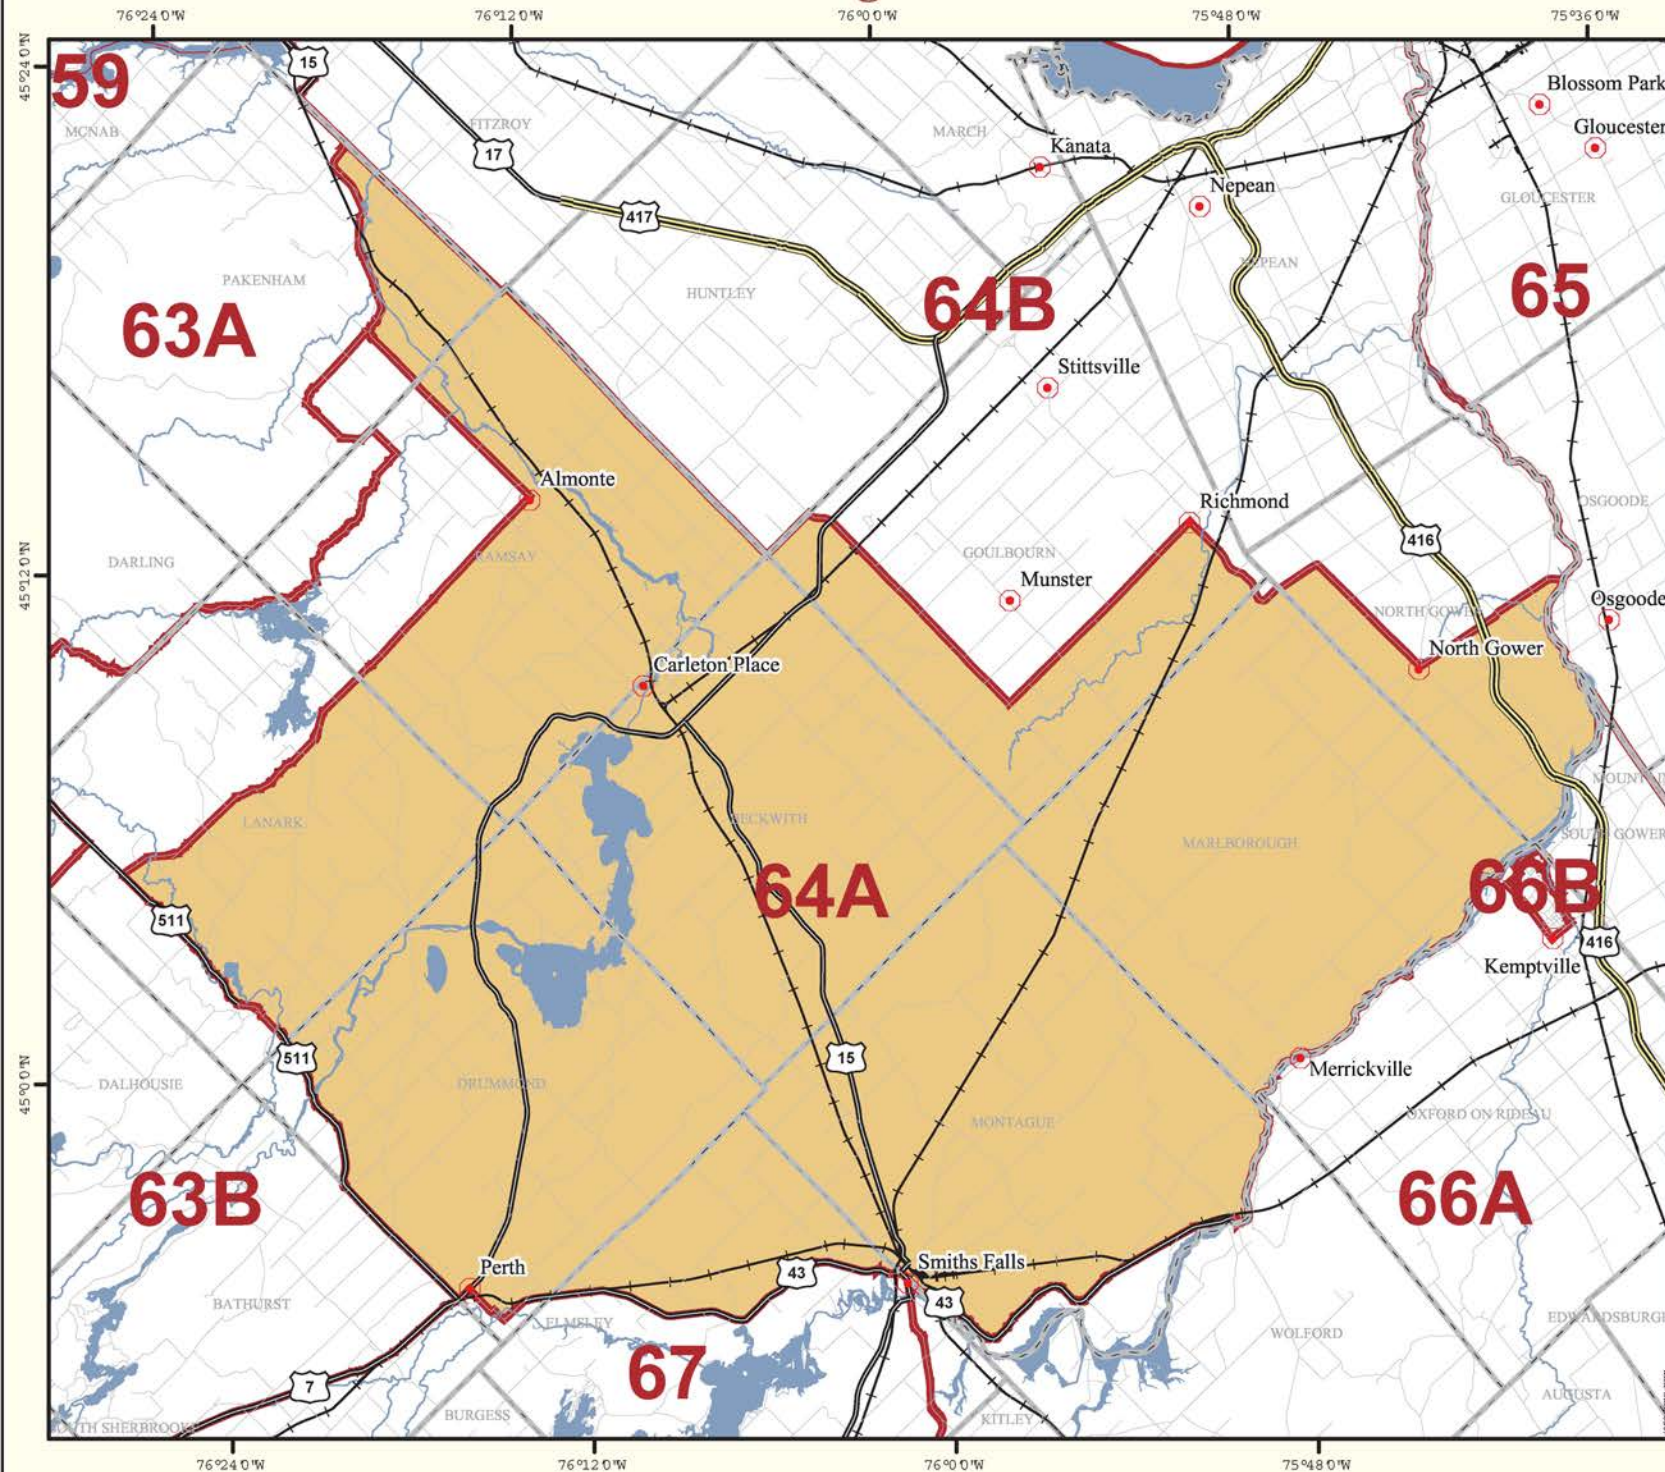 76°24'0"W
76°12'0"W
76°0'0"W
75°48'0"W
75°36'0"W
45°24'0"N
59
15
Blossom Park
MCNAB
FITZROY
MARCH
Gloucester
17
Kanata
Nepean
GLOUCESTER
417
NEPEAN
PAKENHAM
HUNTLEY
64B
65
63A
Stittsville
Almonte
Richmond
OSGOODE
416
45°12'0"N
DARLING
RAMSAY
GOULBOURN
Munster
Osgoode
NORTH GOWER
North Gower
Carleton Place
MOUNTAIN
LANARK
BECKWITH
MARLBOROUGH
SOUTH GOWER
64A
66B
511
416
Kemptville
511
15
45°0'0"N
DALHOUSIE
DRUMMOND
Merrickville
MONTAGUE
OXFORD ON RIDEAU
63B
66A
Perth
Smiths Falls
43
43
BATHURST
ELMSLEY
WOLFORD
EDWARDSBURGH
67
7
AUGUSTA
BURGESS
KITLEY
OUTH SHERBROOKE
76°24'0"W
76°12'0"W
76°0'0"W
75°48'0"W